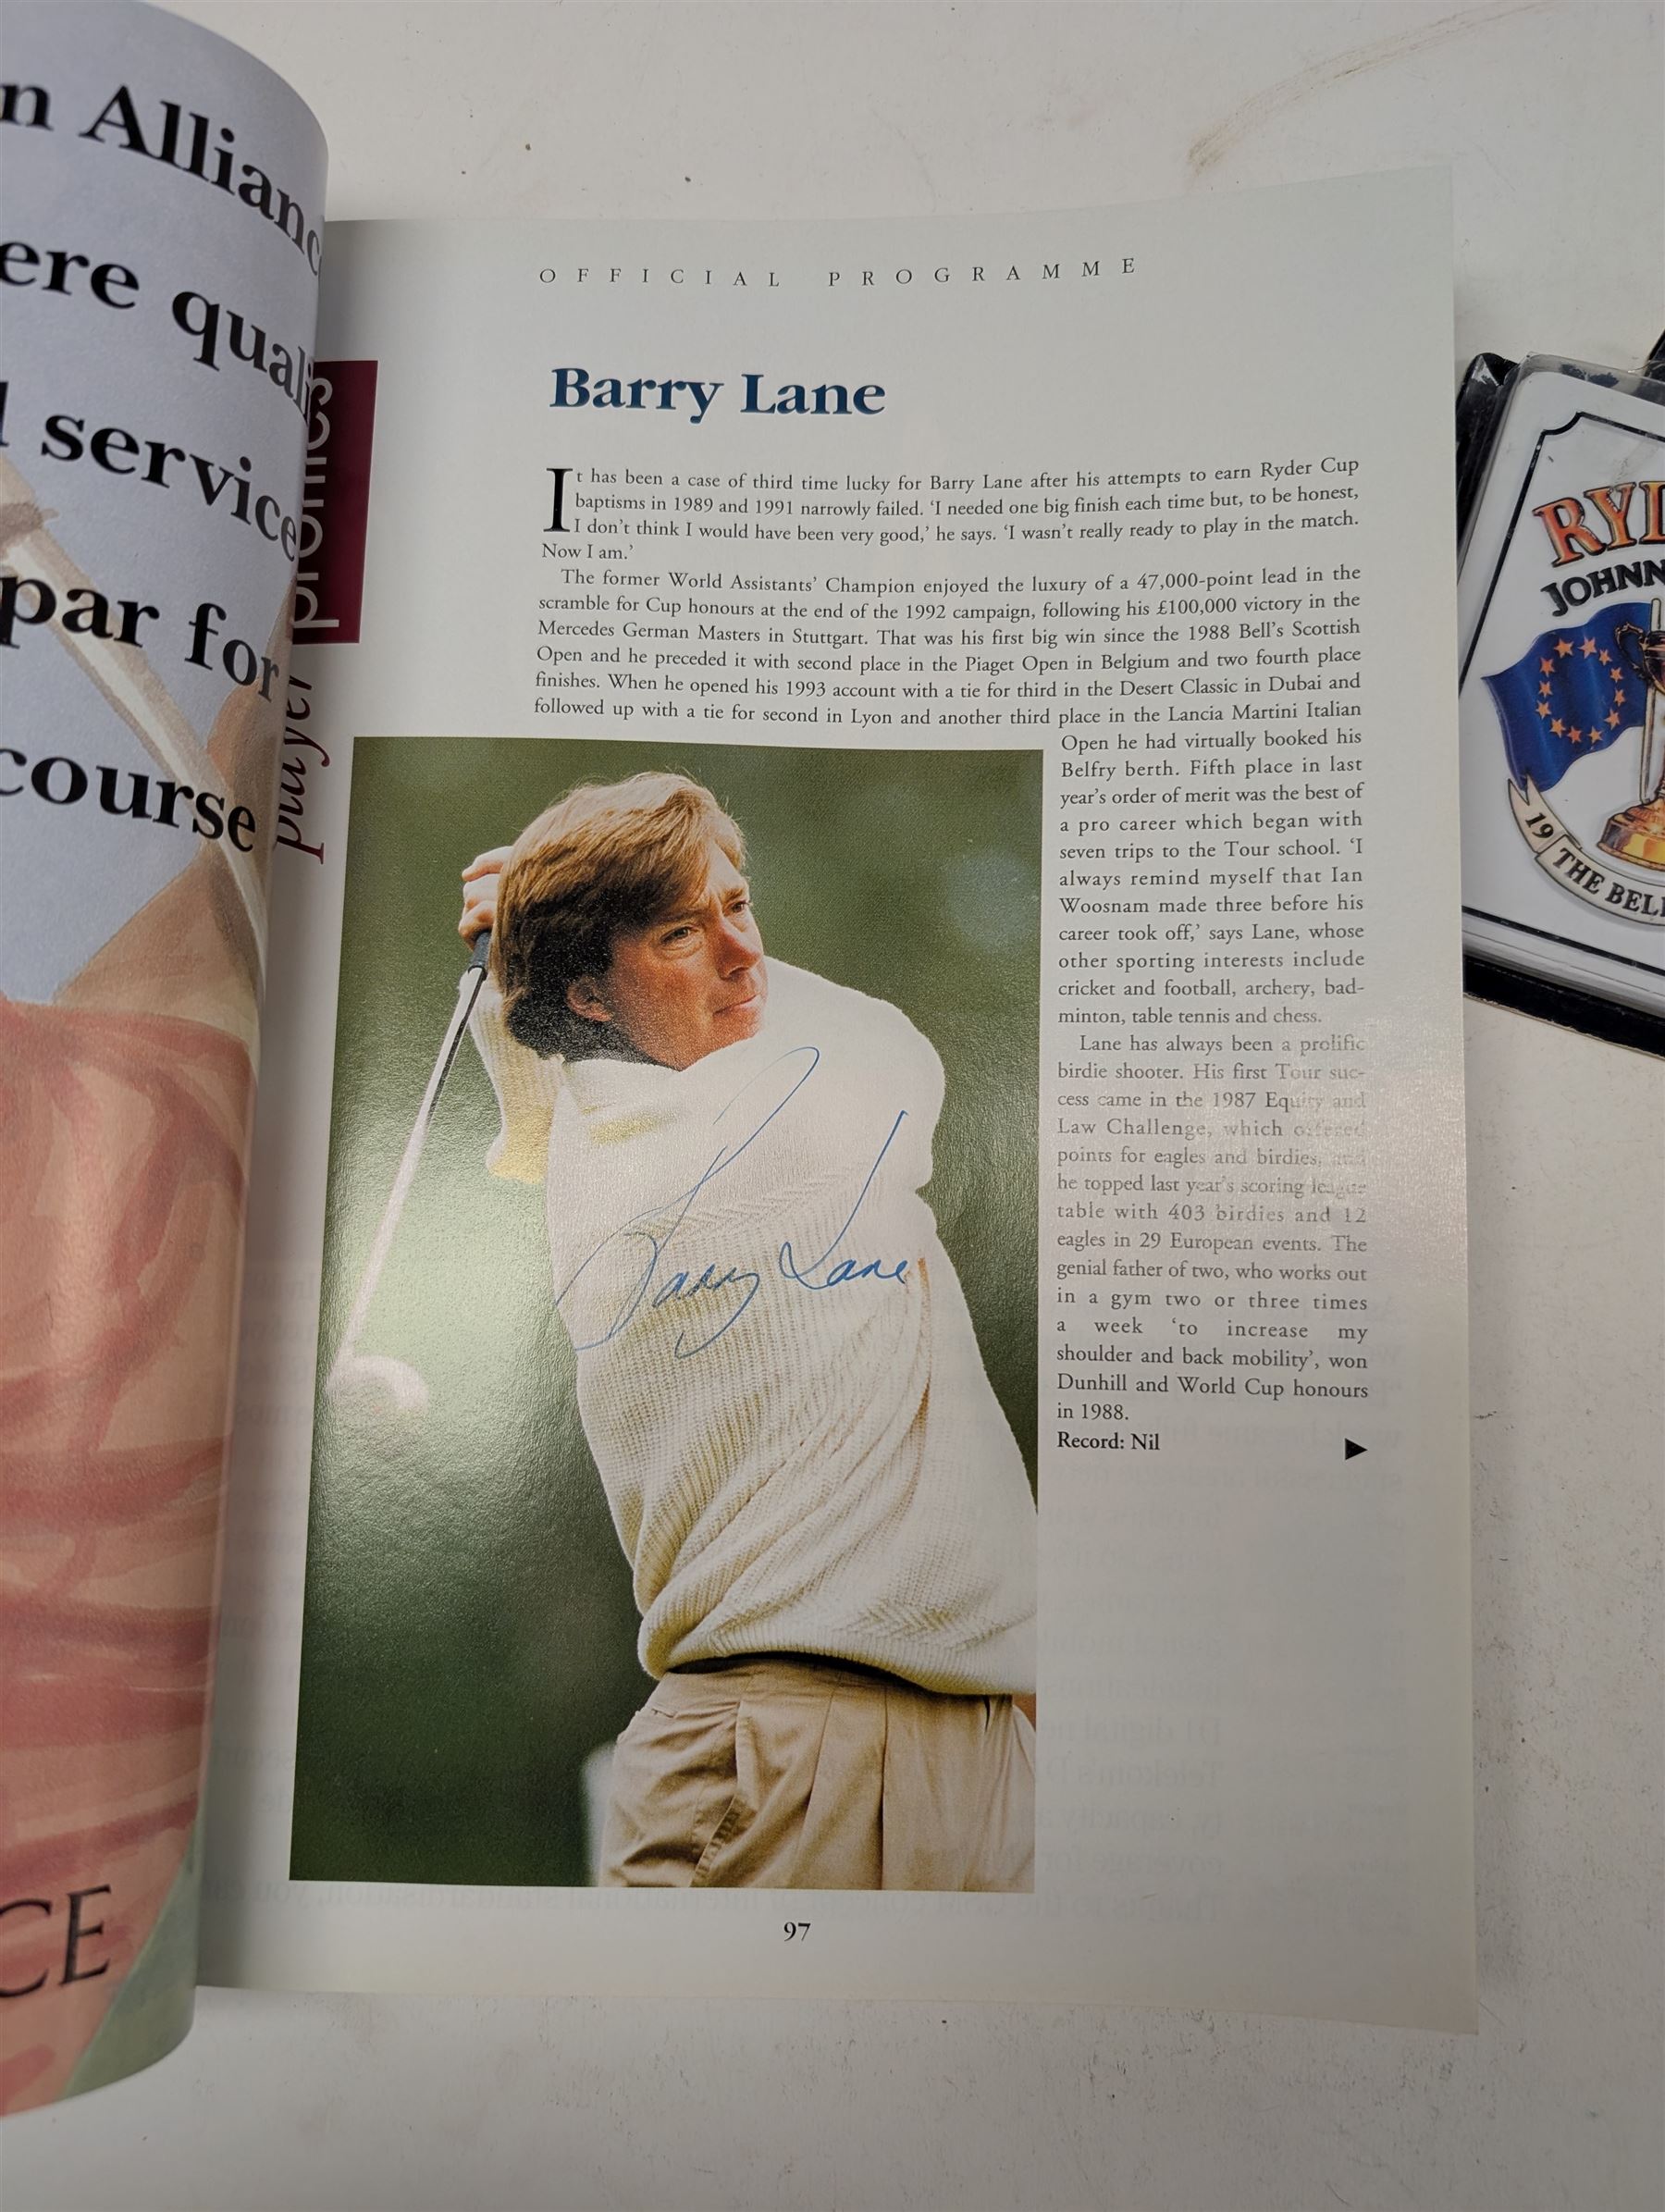 n Allianc
ere quali
service
par for
course
CE
OFFICIAL PROGRAMME
player profiles
Barry Lane
It has been a case of third time lucky for Barry Lane after his attempts to earn Ryder Cup
baptisms in 1989 and 1991 narrowly failed. ‘I needed one big finish each time but, to be honest,
I don’t think I would have been very good,’ he says. ‘I wasn’t really ready to play in the match.
Now I am.’
The former World Assistants’ Champion enjoyed the luxury of a 47,000-point lead in the
scramble for Cup honours at the end of the 1992 campaign, following his £100,000 victory in the
Mercedes German Masters in Stuttgart. That was his first big win since the 1988 Bell’s Scottish
Open and he preceded it with second place in the Piaget Open in Belgium and two fourth place
finishes. When he opened his 1993 account with a tie for third in the Desert Classic in Dubai and
followed up with a tie for second in Lyon and another third place in the Lancia Martini Italian
Open he had virtually booked his
Belfry berth. Fifth place in last
year’s order of merit was the best of
a pro career which began with
seven trips to the Tour school. ‘I
always remind myself that Ian
Woosnam made three before his
career took off,’ says Lane, whose
other sporting interests include
cricket and football, archery, bad-
minton, table tennis and chess.
Lane has always been a prolific
birdie shooter. His first Tour suc-
cess came in the 1987 Equity and
Law Challenge, which offered
points for eagles and birdies, and
he topped last year’s scoring league
table with 403 birdies and 12
eagles in 29 European events. The
genial father of two, who works out
in a gym two or three times
a week ‘to increase my
shoulder and back mobility’, won
Dunhill and World Cup honours
in 1988.
Record: Nil
Barry Lane
97
RYD
JOHNN
19
THE BEL